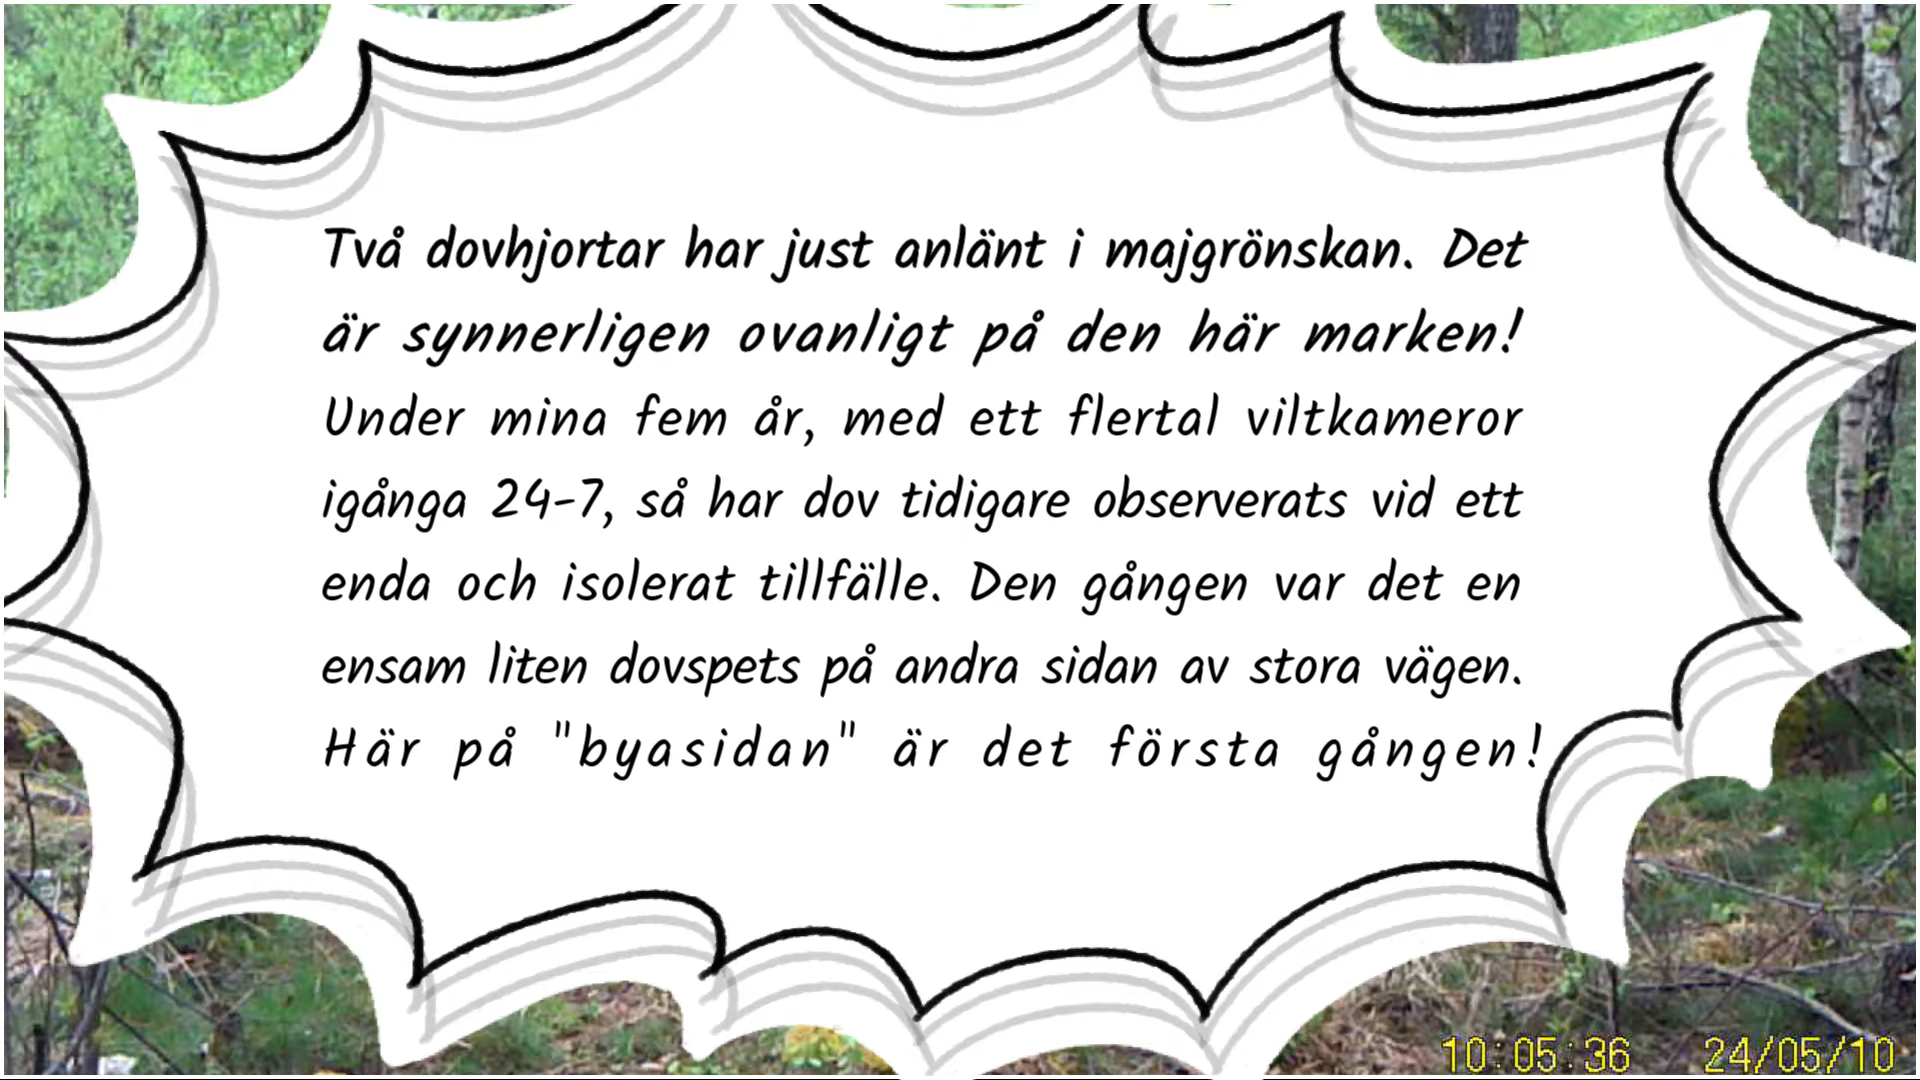 Två dovhjortar har just anlänt i majgrönskan. Det
är synnerligen ovanligt på den här marken!
Under mina fem år, med ett flertal viltkameror
igånga 24-7, så har dov tidigare observerats vid ett
enda och isolerat tillfälle. Den gången var det en
ensam liten dovspets på andra sidan av stora vägen.
Här på "byasidan" är det första gången!
10:05:36 24/05/10